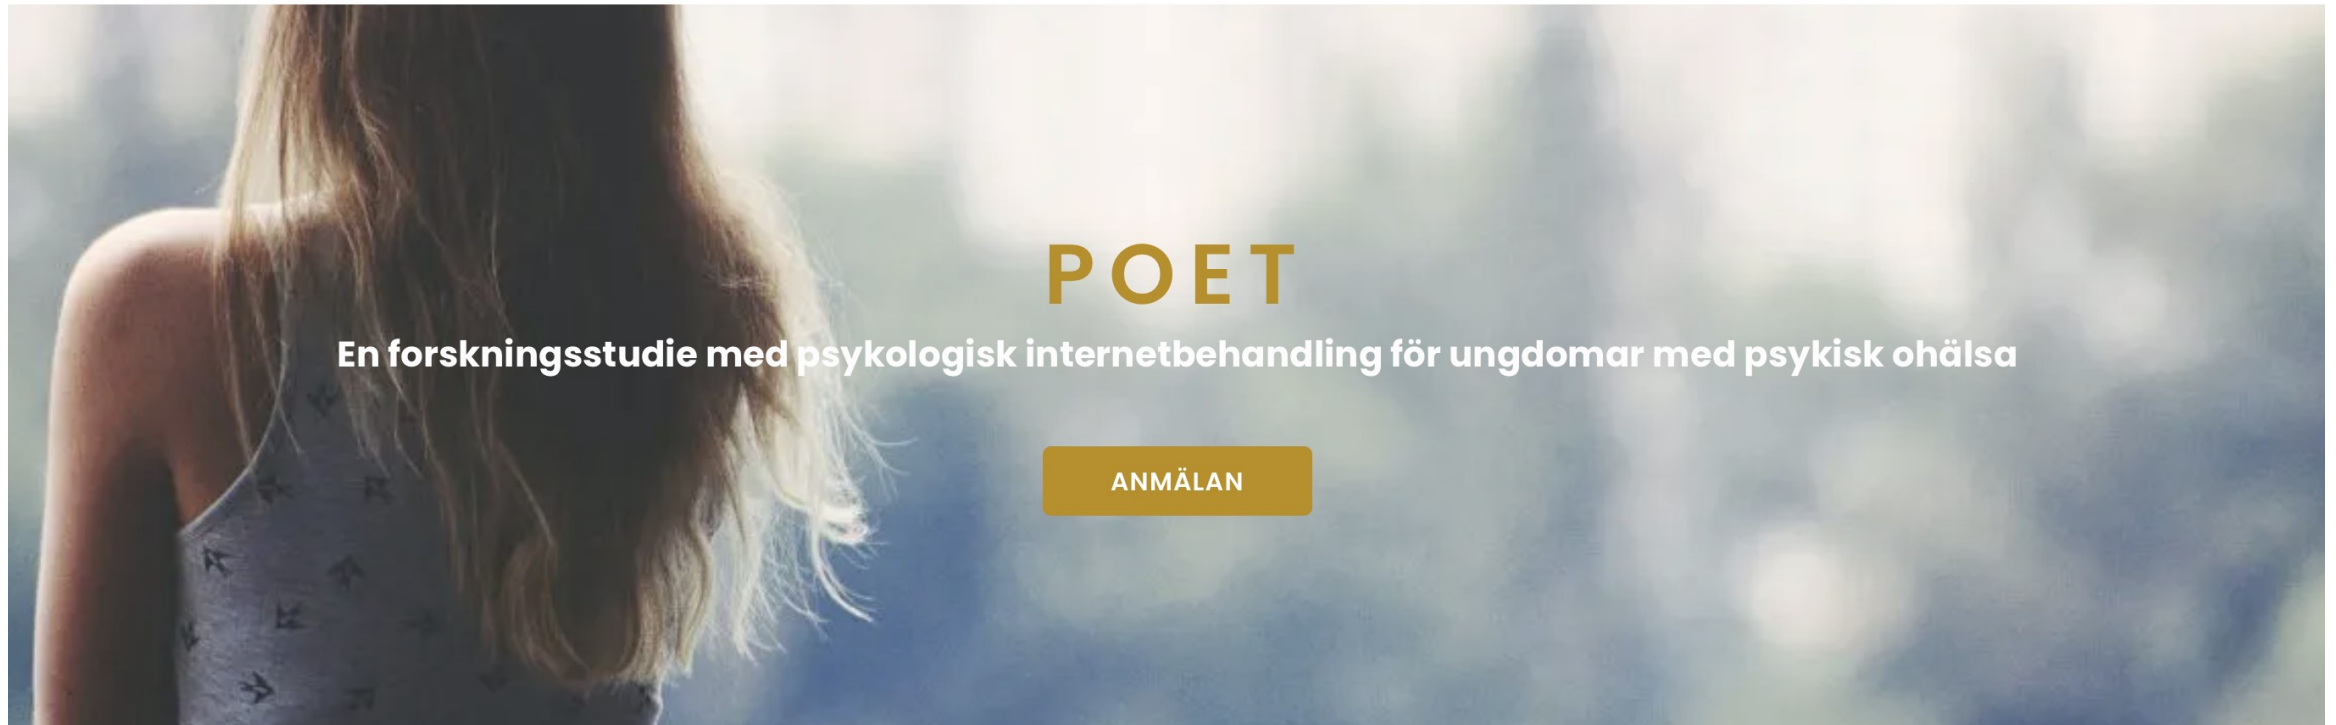 POET
En forskningsstudie med psykologisk internetbehandling för ungdomar med psykisk ohälsa
ANMÄLAN